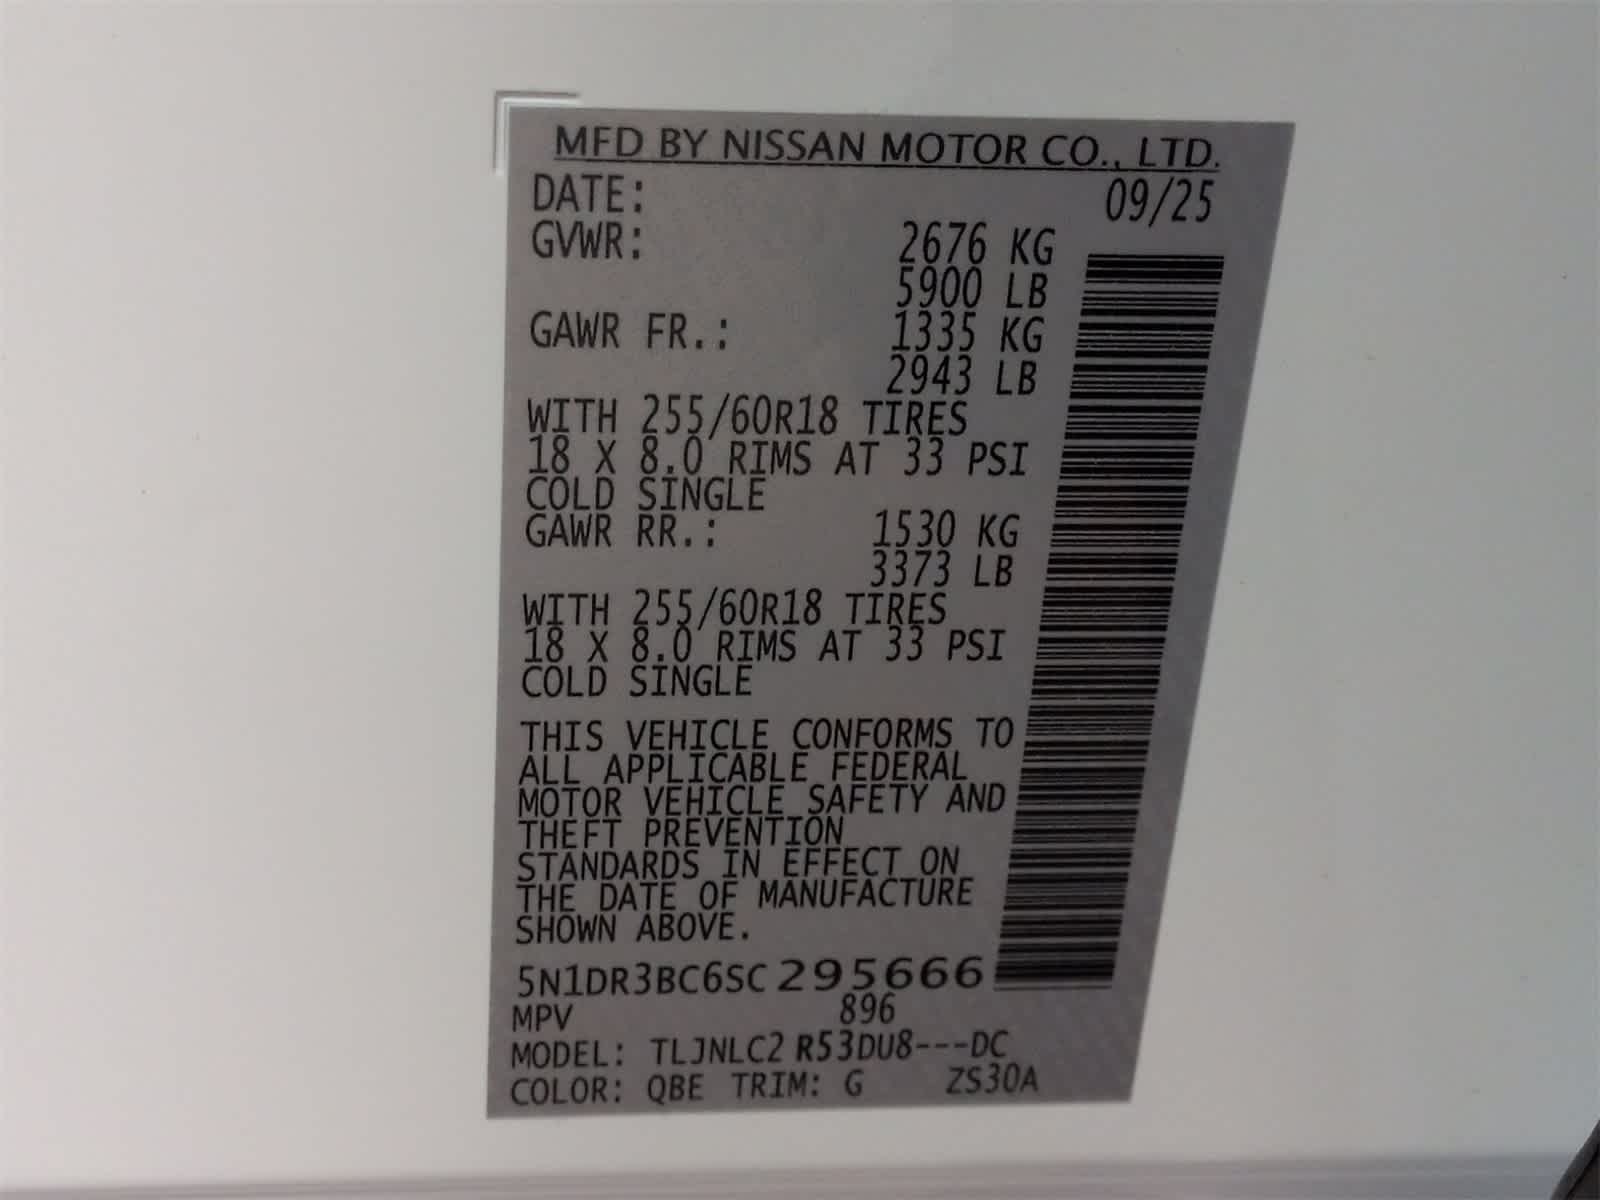 MFD BY NISSAN MOTOR CO., LTD.
DATE: 09/25
GVWR: 2676 KG
5900 LB
GAWR FR.: 1335 KG
2943 LB
WITH 255/60R18 TIRES
18 X 8.0 RIMS AT 33 PSI
COLD SINGLE
GAWR RR.: 1530 KG
3373 LB
WITH 255/60R18 TIRES
18 X 8.0 RIMS AT 33 PSI
COLD SINGLE
THIS VEHICLE CONFORMS TO
ALL APPLICABLE FEDERAL
MOTOR VEHICLE SAFETY AND
THEFT PREVENTION
STANDARDS IN EFFECT ON
THE DATE OF MANUFACTURE
SHOWN ABOVE.
5N1DR3BC6SC295666
MPV 896
MODEL: TLJNLC2 R53DU8---DC
COLOR: QBE TRIM: G ZS30A